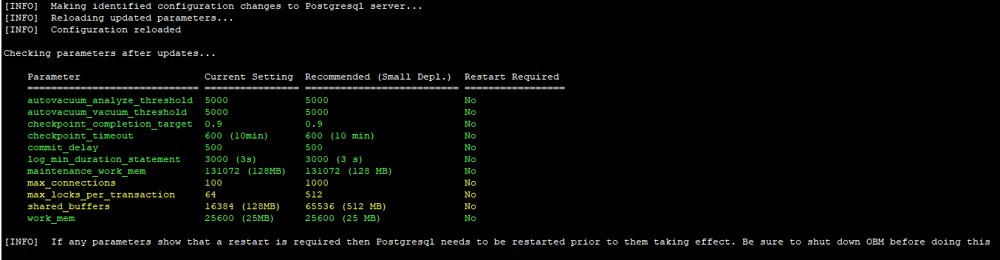 [INFO]  Making identified configuration changes to Postgresql server...
[INFO]  Reloading updated parameters...
[INFO]  Configuration reloaded
Checking parameters after updates...
Parameter                     Current Setting  Recommended (Small Depl.)  Restart Required
============================= ================ ========================== =================
autovacuum_analyze_threshold  5000             5000                       No
autovacuum_vacuum_threshold   5000             5000                       No
checkpoint_completion_target  0.9              0.9                        No
checkpoint_timeout            600 (10min)      600 (10 min)               No
commit_delay                  500              500                        No
log_min_duration_statement    3000 (3s)        3000 (3 s)                 No
maintenance_work_mem          131072 (128MB)   131072 (128 MB)            No
max_connections               100              1000                       No
max_locks_per_transaction     64               512                        No
shared_buffers                16384 (128MB)    65536 (512 MB)             No
work_mem                      25600 (25MB)     25600 (25 MB)              No
[INFO]  If any parameters show that a restart is required then Postgresql needs to be restarted prior to them taking effect. Be sure to shut down OBM before doing this